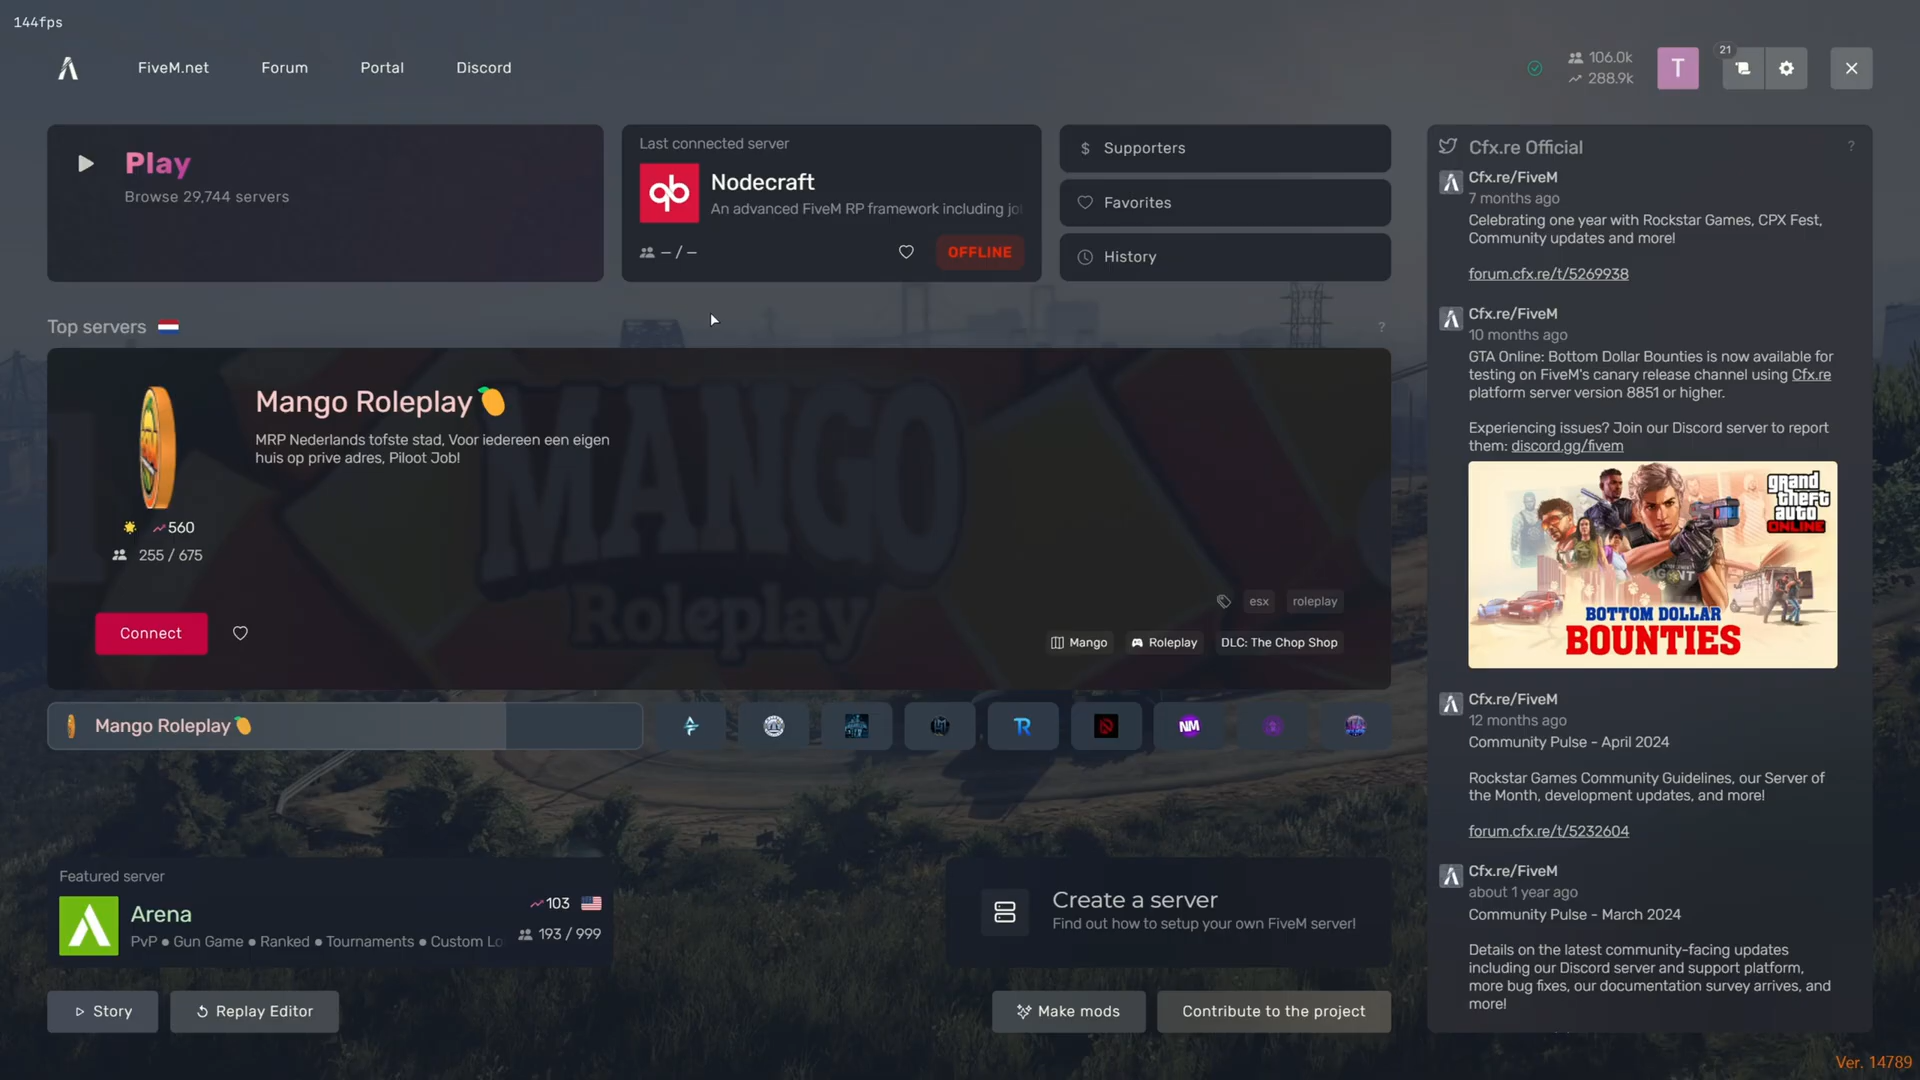 144fps
FiveM.net
Forum
Portal
Discord
106.0k
288.9k
T
21
Play
Browse 29,744 servers
Last connected server
Nodecraft
An advanced FiveM RP framework including jo
– / –
OFFLINE
Supporters
Favorites
History
Top servers
?
Mango Roleplay
MRP Nederlands tofste stad, Voor iedereen een eigen
huis op prive adres, Piloot Job!
MANGO
Roleplay
560
255 / 675
Connect
esx
roleplay
Mango
Roleplay
DLC: The Chop Shop
Mango Roleplay
TR
NM
Featured server
Arena
PvP ● Gun Game ● Ranked ● Tournaments ● Custom Lo
103
193 / 999
Create a server
Find out how to setup your own FiveM server!
Story
Replay Editor
Make mods
Contribute to the project
Cfx.re Official
?
Cfx.re/FiveM
7 months ago
Celebrating one year with Rockstar Games, CPX Fest,
Community updates and more!
forum.cfx.re/t/5269938
Cfx.re/FiveM
10 months ago
GTA Online: Bottom Dollar Bounties is now available for
testing on FiveM's canary release channel using Cfx.re
platform server version 8851 or higher.
Experiencing issues? Join our Discord server to report
them: discord.gg/fivem
grand
theft
auto
ONLINE
AGENT
BOTTOM DOLLAR
BOUNTIES
Cfx.re/FiveM
12 months ago
Community Pulse - April 2024
Rockstar Games Community Guidelines, our Server of
the Month, development updates, and more!
forum.cfx.re/t/5232604
Cfx.re/FiveM
about 1 year ago
Community Pulse - March 2024
Details on the latest community-facing updates
including our Discord server and support platform,
more bug fixes, our documentation survey arrives, and
more!
Ver. 14789